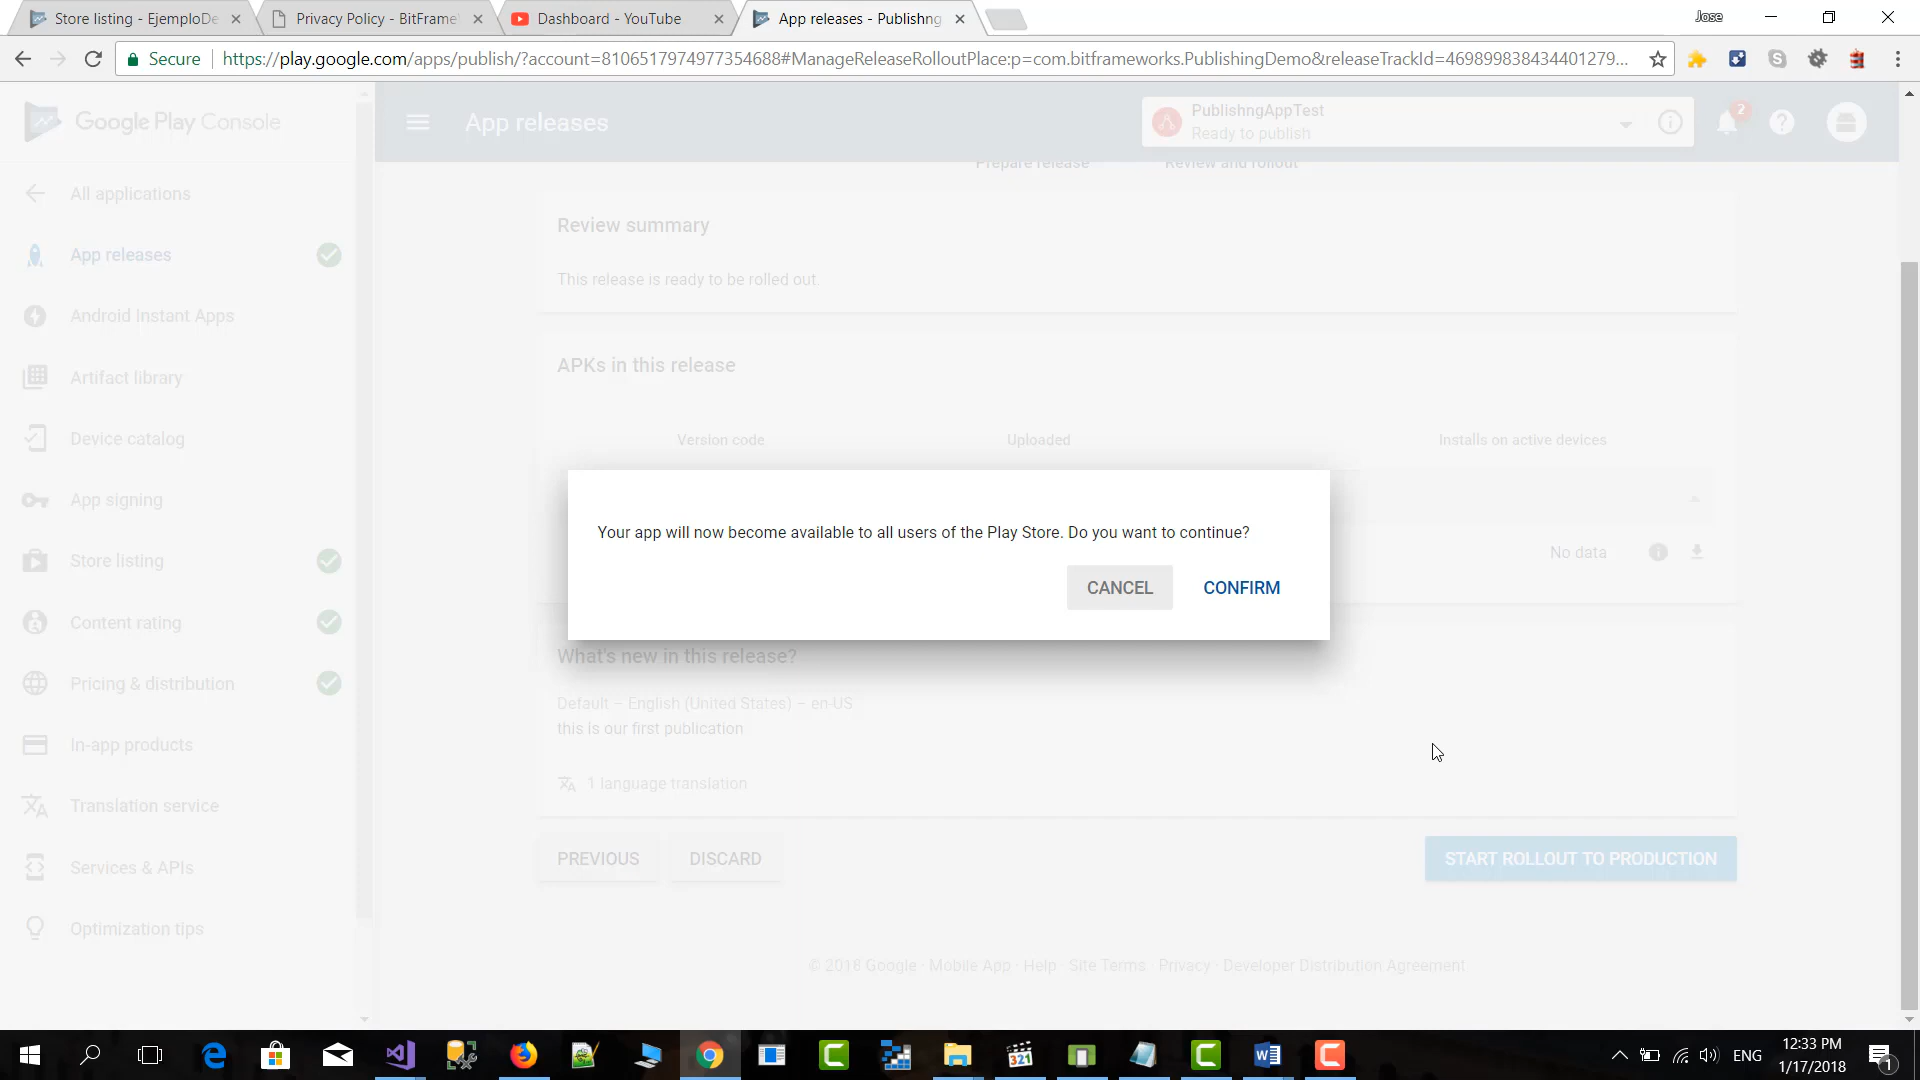 Store listing - EjemploDe
Privacy Policy - BitFrame
Dashboard - YouTube
App releases - Publishng
Jose
Secure
https://play.google.com/apps/publish/?account=8106517974977354688#ManageReleaseRolloutPlace:p=com.bitframeworks.PublishingDemo&releaseTrackId=469899838434401279...
Google Play Console
App releases
PublishngAppTest
Ready to publish
2
Prepare release
Review and rollout
All applications
App releases
Android Instant Apps
Artifact library
Device catalog
App signing
Store listing
Content rating
Pricing & distribution
In-app products
Translation service
Services & APIs
Optimization tips
Review summary
This release is ready to be rolled out.
APKs in this release
Version code
Uploaded
Installs on active devices
No data
Your app will now become available to all users of the Play Store. Do you want to continue?
CANCEL
CONFIRM
What's new in this release?
Default – English (United States) – en-US
this is our first publication
1 language translation
PREVIOUS
DISCARD
START ROLLOUT TO PRODUCTION
© 2018 Google · Mobile App · Help · Site Terms · Privacy · Developer Distribution Agreement
321
ENG
12:33 PM
1/17/2018
1